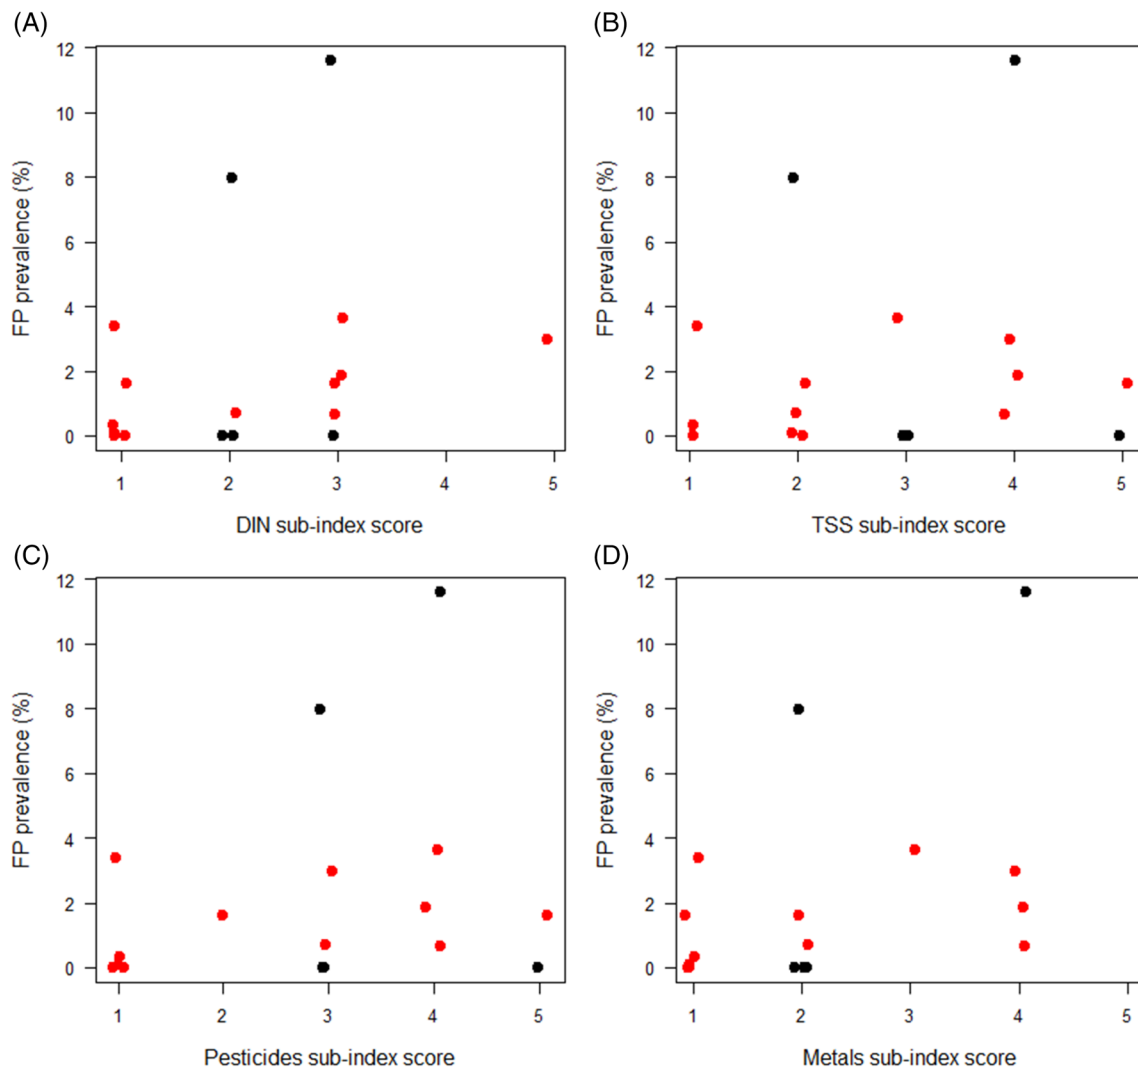 (A)
12
10
8
6
4
2
0
FP prevalence (%)
1 2 3 4 5
DIN sub-index score
(B)
12
10
8
6
4
2
0
FP prevalence (%)
1 2 3 4 5
TSS sub-index score
(C)
12
10
8
6
4
2
0
FP prevalence (%)
1 2 3 4 5
Pesticides sub-index score
(D)
12
10
8
6
4
2
0
FP prevalence (%)
1 2 3 4 5
Metals sub-index score